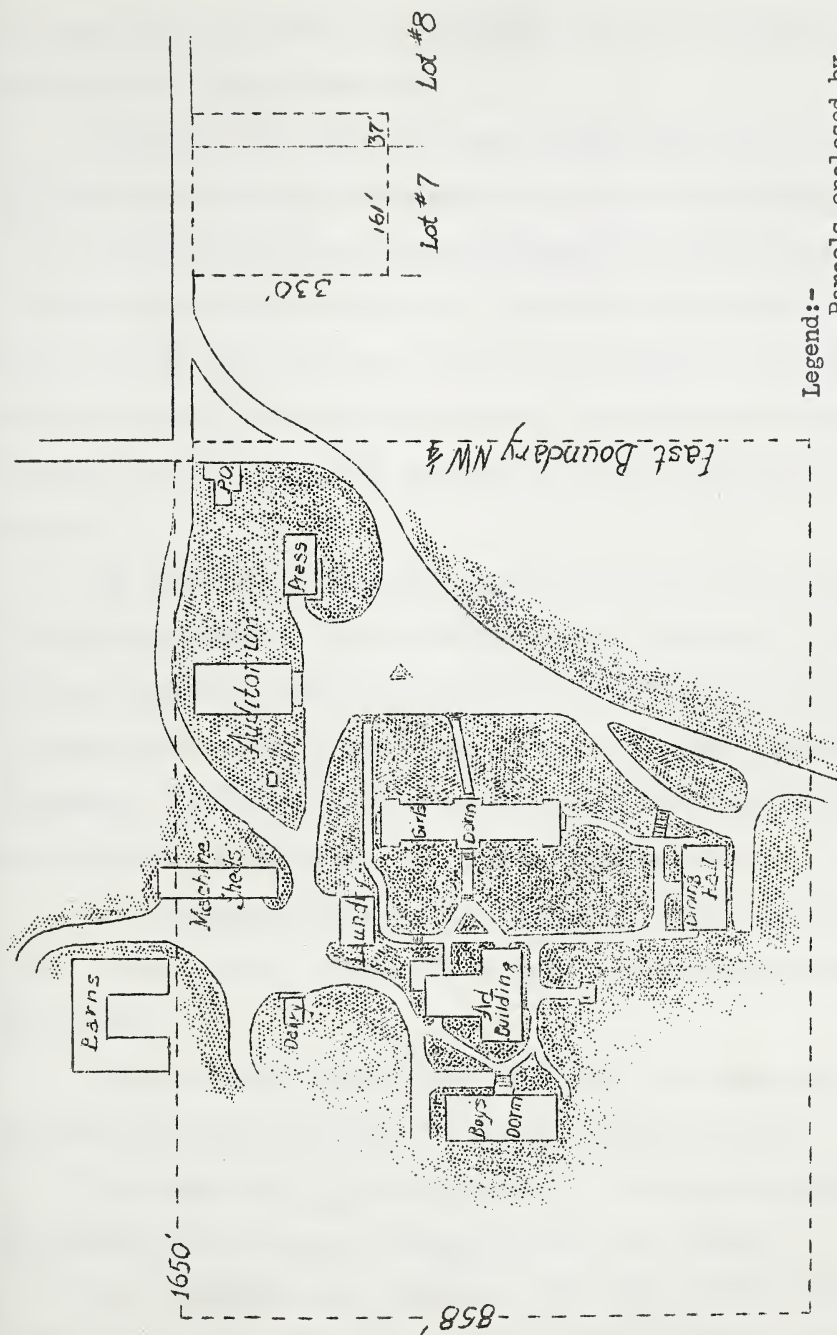 Lot #8
37'
161'
Lot #7
330'
Legend:-
Parcels enclosed by
East Boundary NW ¼
P.O.
Press
Auditorium
Machine
Sheds
Girls
Dorm
Laundry
Dining
Hall
Barns
Dairy
Building
Boys
Dorm
1650'
858'